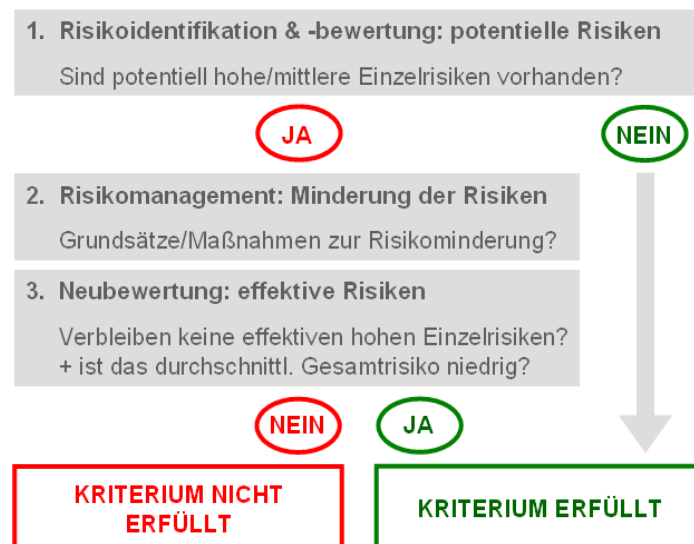 1. Risikoidentifikation & -bewertung: potentielle Risiken
Sind potentiell hohe/mittlere Einzelrisiken vorhanden?
JA
NEIN
2. Risikomanagement: Minderung der Risiken
Grundsätze/Maßnahmen zur Risikominderung?
3. Neubewertung: effektive Risiken
Verbleiben keine effektiven hohen Einzelrisiken?
+ ist das durchschnittl. Gesamtrisiko niedrig?
NEIN
JA
KRITERIUM NICHT
ERFÜLLT
KRITERIUM ERFÜLLT